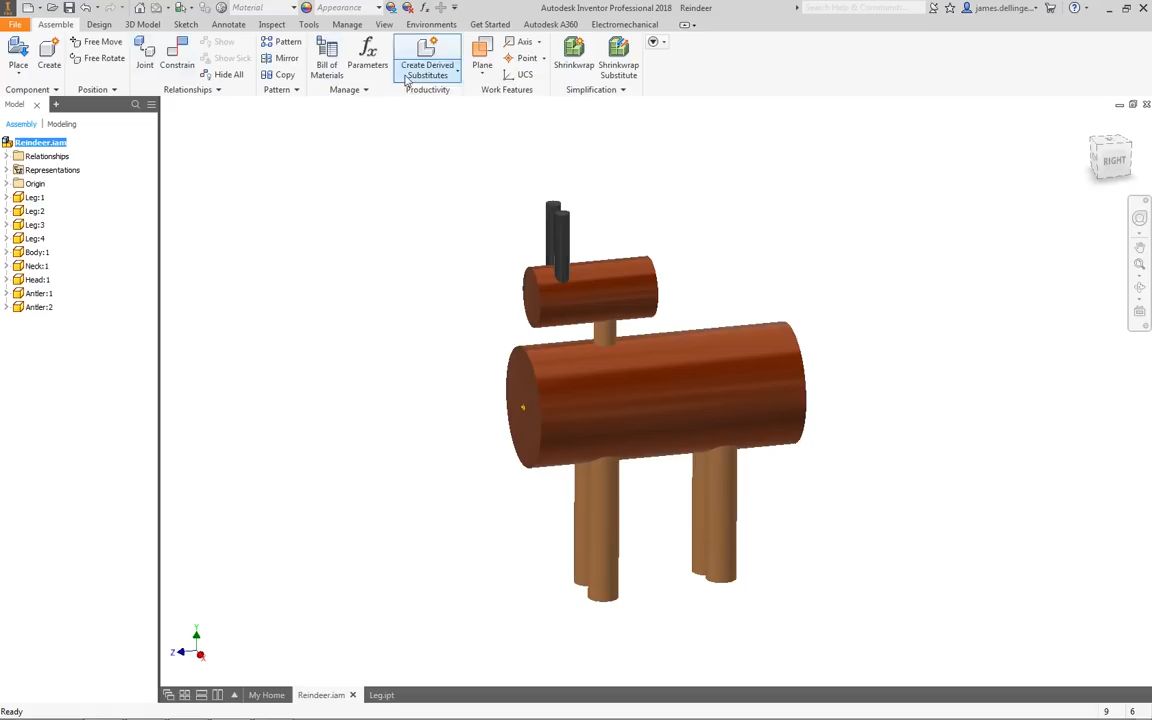 Material
Appearance
Autodesk Inventor Professional 2018 Reindeer
Search Help & Commands...
james.dellinge...
File
Assemble
Design
3D Model
Sketch
Annotate
Inspect
Tools
Manage
View
Environments
Get Started
Autodesk A360
Electromechanical
Place
Create
Free Move
Free Rotate
Joint
Constrain
Show
Show Sick
Hide All
Pattern
Mirror
Copy
Bill of
Materials
Parameters
Create Derived
Substitutes
Plane
Axis
Point
UCS
Shrinkwrap
Shrinkwrap
Substitute
Component
Position
Relationships
Pattern
Manage
Productivity
Work Features
Simplification
Model
Assembly
Modeling
Reindeer.iam
Relationships
Representations
Origin
Leg:1
Leg:2
Leg:3
Leg:4
Body:1
Neck:1
Head:1
Antler:1
Antler:2
RIGHT
Y
Z
X
My Home
Reindeer.iam
Leg.ipt
Ready
9
6